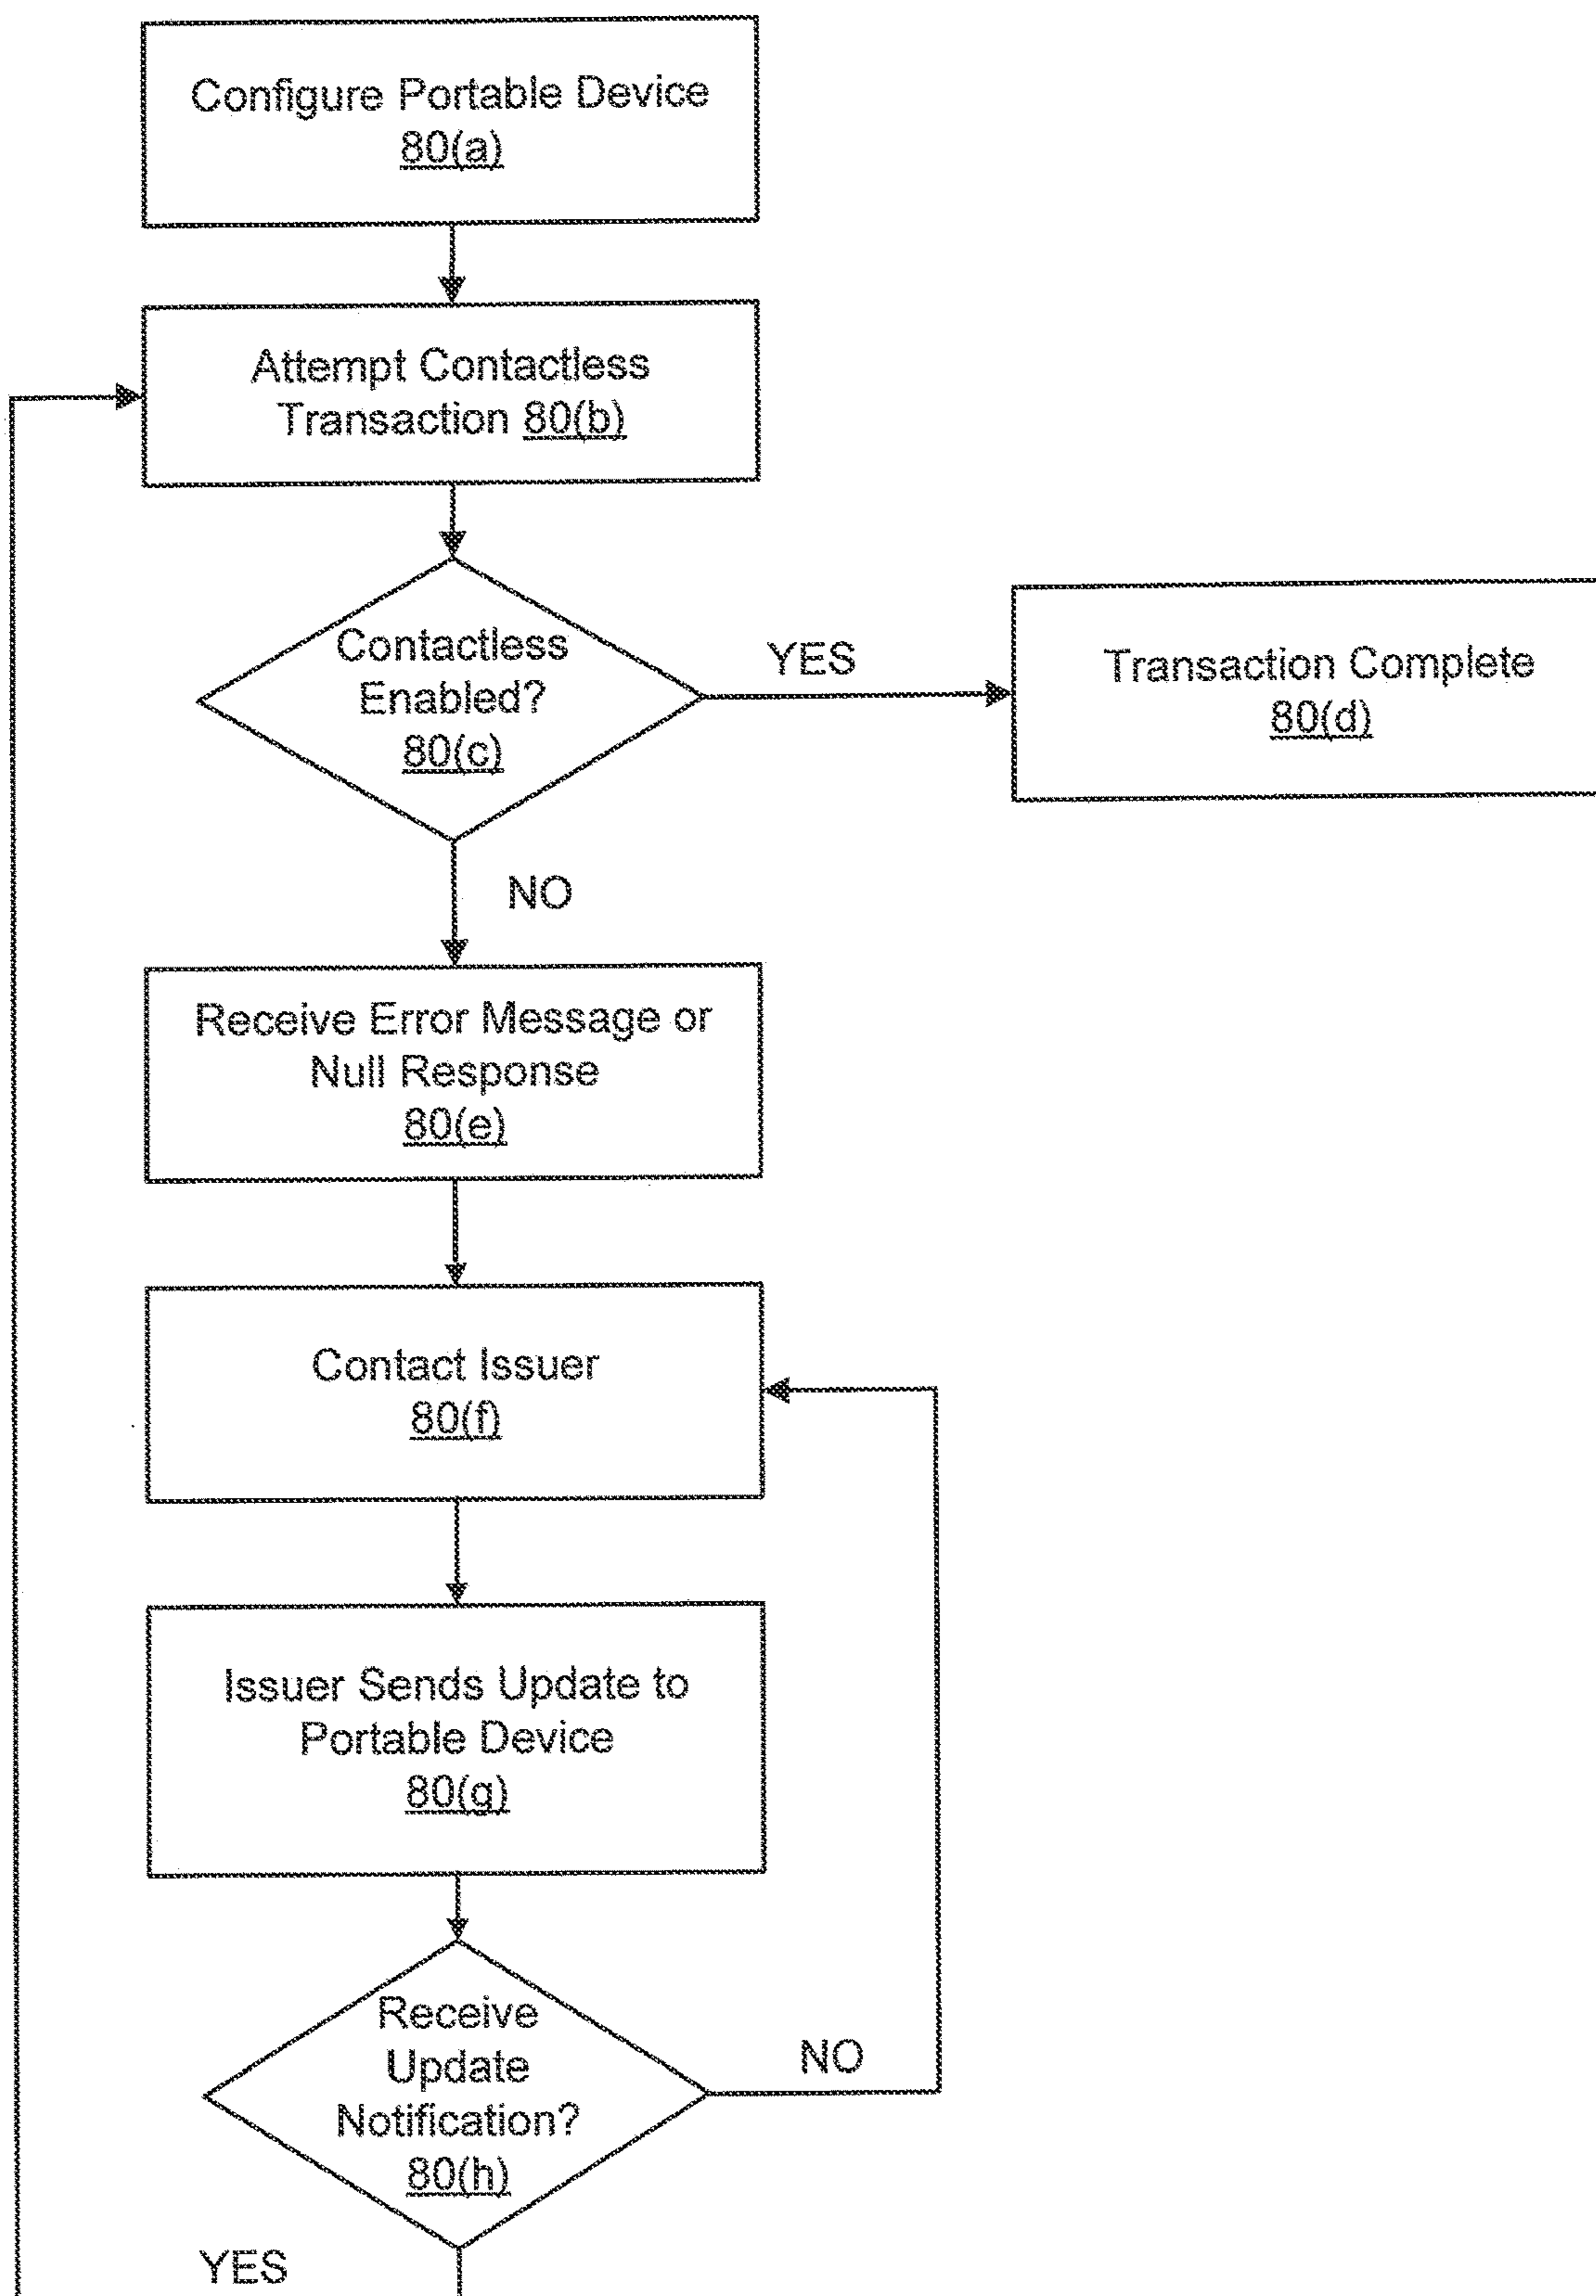 Configure Portable Device
80(a)
Attempt Contactless
Transaction 80(b)
Contactless
Enabled?
80(c)
YES
Transaction Complete
80(d)
NO
Receive Error Message or
Null Response
80(e)
Contact Issuer
80(f)
Issuer Sends Update to
Portable Device
80(g)
Receive
Update
Notification?
80(h)
NO
YES